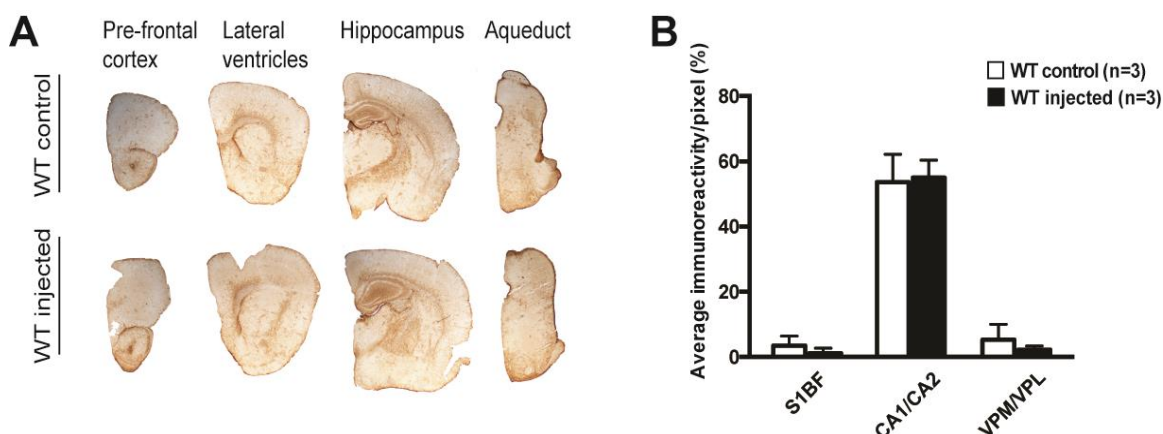 A
Pre-frontal cortex
Lateral ventricles
Hippocampus
Aqueduct
WT control
WT injected
B
WT control (n=3)
WT injected (n=3)
Average immunoreactivity/pixel (%)
80
60
40
20
0
S1BF
CA1/CA2
VPM/VPL